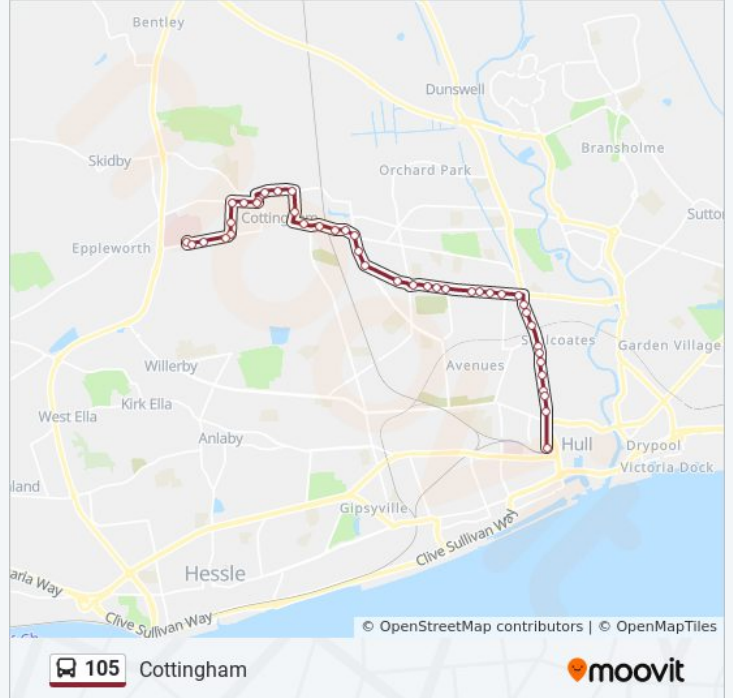 Bentley
Dunswell
Bransholme
Skidby
Orchard Park
Sutto
Cottingham
Eppleworth
Sculcoates
Garden Village
Willerby
Avenues
Kirk Ella
West Ella
Anlaby
Hull
Drypool
Victoria Dock
land
Gipsyville
Clive Sullivan Way
Hessle
aria Way
Clive Sullivan Way
© OpenStreetMap contributors | © OpenMapTiles
105 Cottingham
moovit